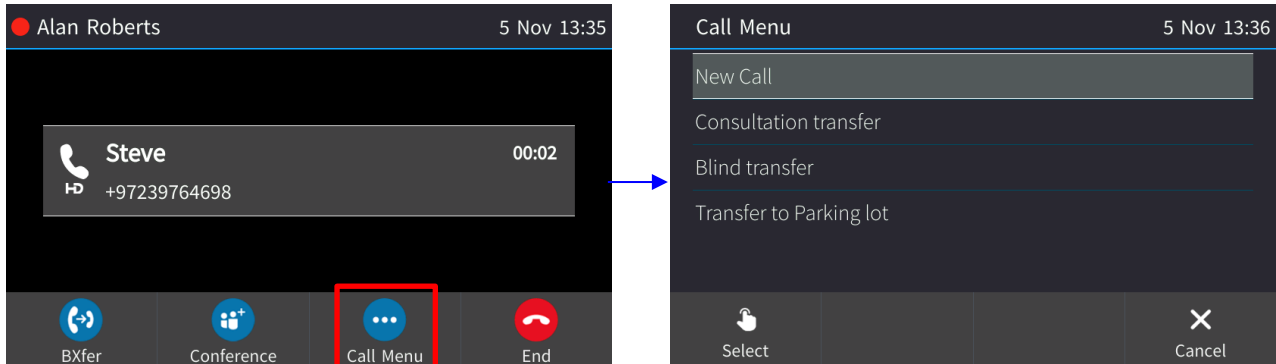 Alan Roberts 5 Nov 13:35
Steve 00:02
HD +97239764698
BXfer Conference Call Menu End
Call Menu 5 Nov 13:36
New Call
Consultation transfer
Blind transfer
Transfer to Parking lot
Select Cancel